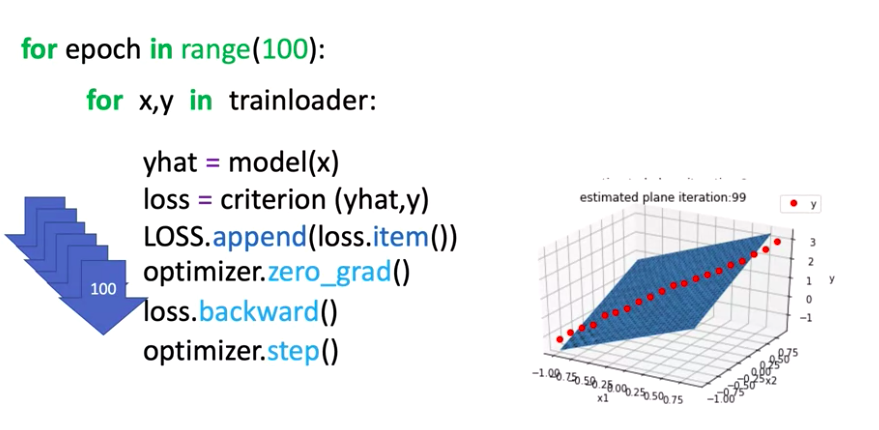 for epoch in range(100):
for x,y in trainloader:
yhat = model(x)
loss = criterion (yhat,y)
LOSS.append(loss.item())
optimizer.zero_grad()
loss.backward()
optimizer.step()
100
estimated plane iteration:99
y
3
2
1
0
−1
y
−1.00
0.75
0.50
0.25
0.00
0.25
0.50
0.75
x1
−1.00
−0.75
−0.50
−0.25
0.00
0.25
0.50
0.75
x2